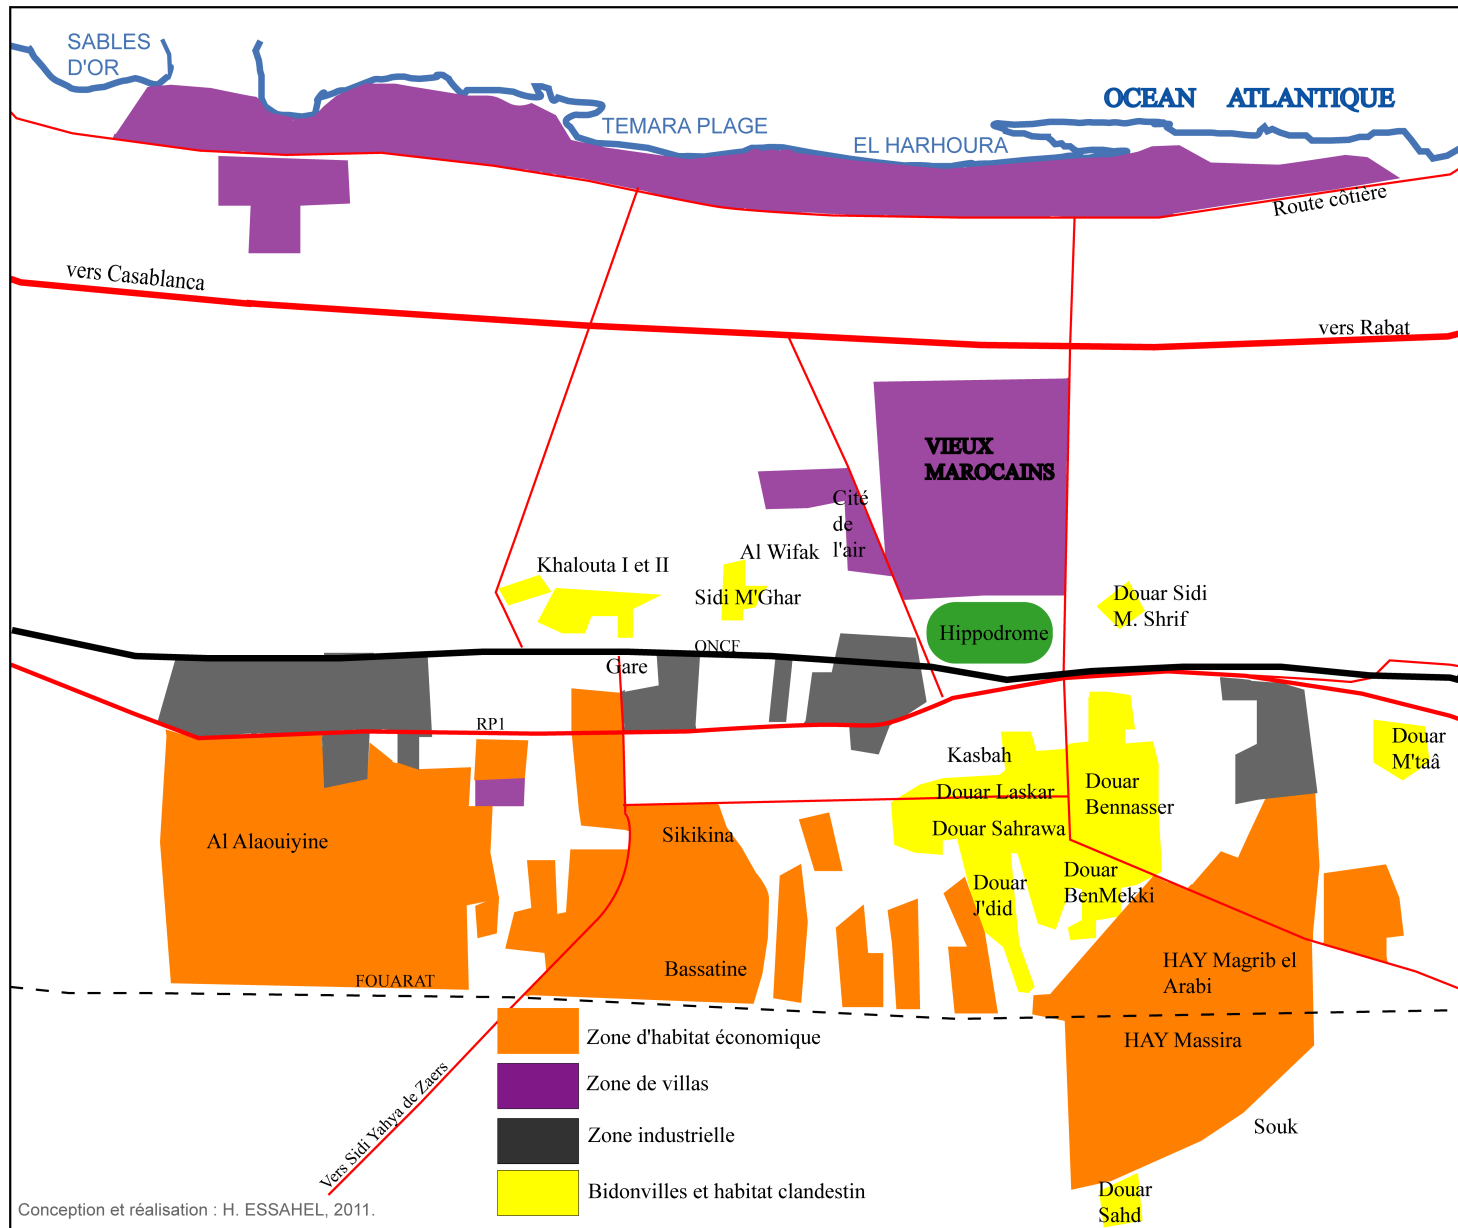 SABLES
D'OR
OCEAN ATLANTIQUE
TEMARA PLAGE
EL HARHOURA
Route côtière
vers Casablanca
vers Rabat
VIEUX
MAROCAINS
Cité
de
l'air
Al Wifak
Khalouta I et II
Sidi M'Ghar
Douar Sidi
M. Shrif
Hippodrome
ONCF
Gare
RP1
Kasbah
Douar
M'taâ
Douar Laskar
Douar
Bennasser
Al Alaouiyine
Sikikina
Douar Sahrawa
Douar
J'did
Douar
BenMekki
Bassatine
FOUARAT
HAY Magrib el
Arabi
HAY Massira
Zone d'habitat économique
Zone de villas
Zone industrielle
Bidonvilles et habitat clandestin
Vers Sidi Yahya de Zaers
Souk
Douar
Sahd
Conception et réalisation : H. ESSAHEL, 2011.